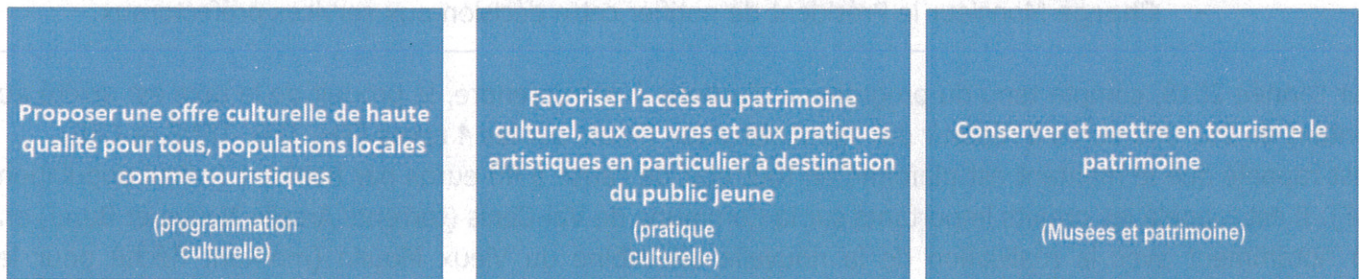 Proposer une offre culturelle de haute
qualité pour tous, populations locales
comme touristiques
(programmation
culturelle)
Favoriser l'accès au patrimoine
culturel, aux œuvres et aux pratiques
artistiques en particulier à destination
du public jeune
(pratique
culturelle)
Conserver et mettre en tourisme le
patrimoine
(Musées et patrimoine)